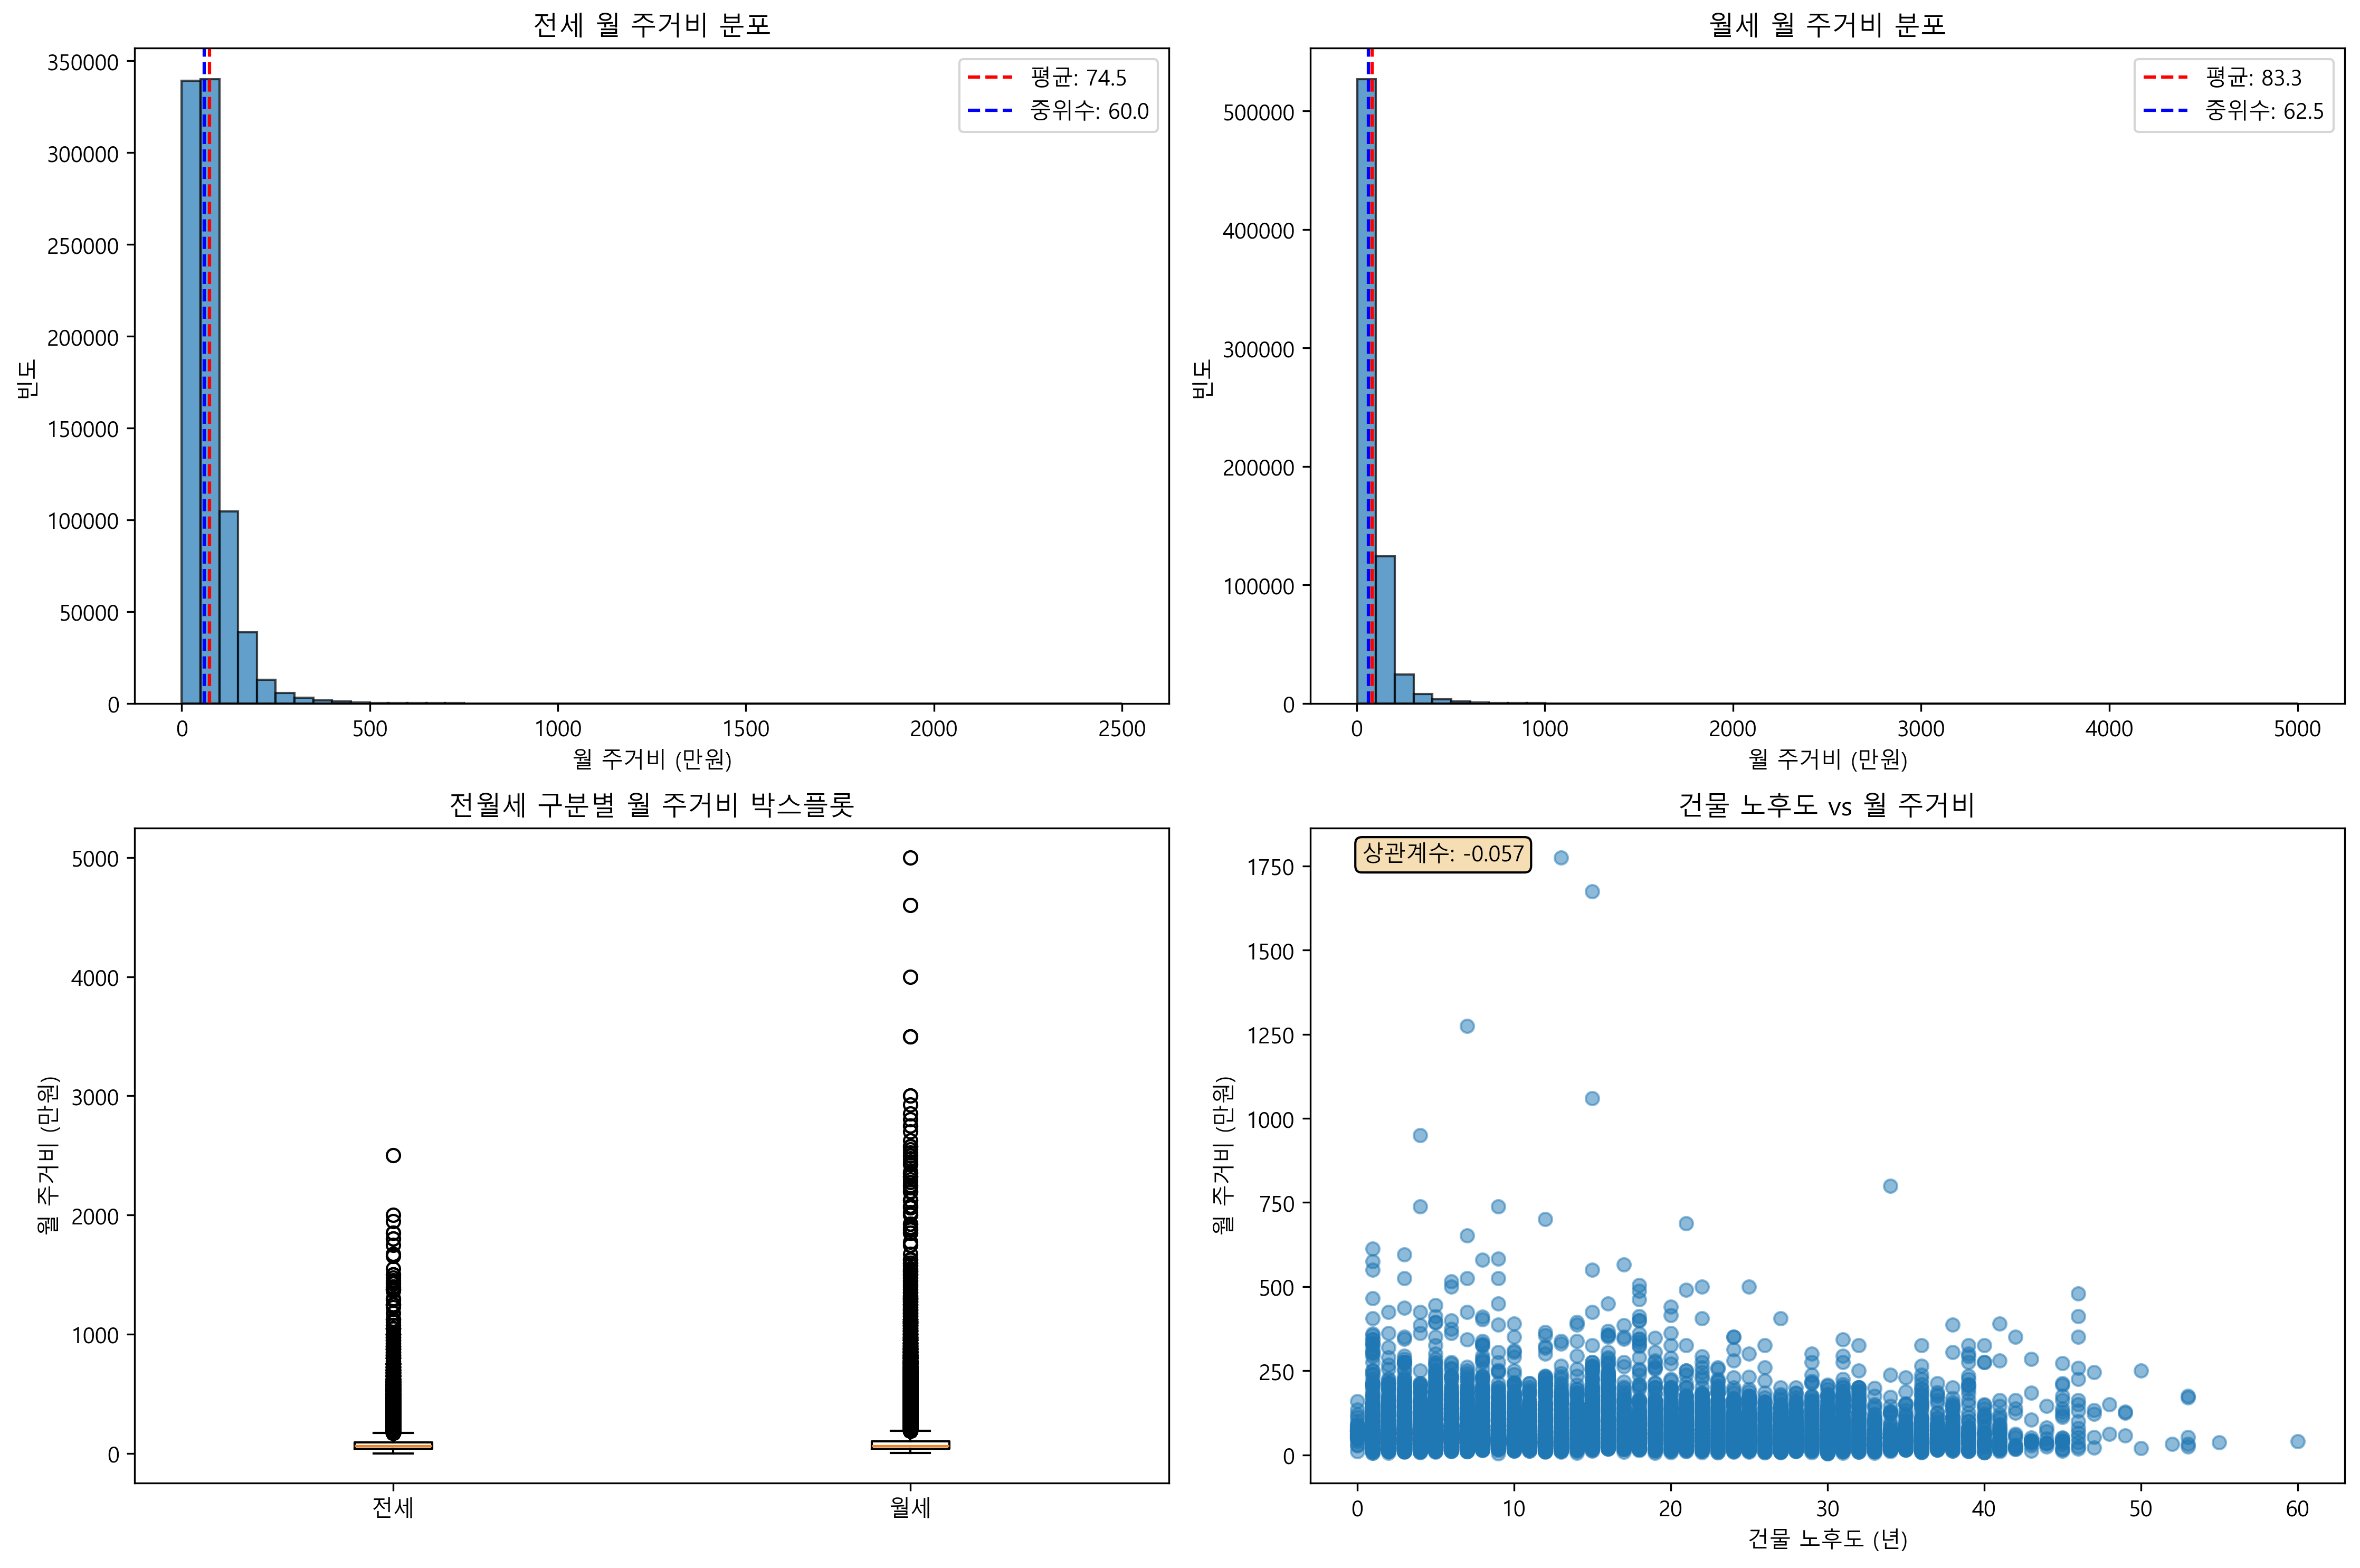 전세 월 주거비 분포
350000
300000
250000
200000
150000
100000
50000
0
빈도
평균: 74.5
중위수: 60.0
0 500 1000 1500 2000 2500
월 주거비 (만원)
월세 월 주거비 분포
500000
400000
300000
200000
100000
0
빈도
평균: 83.3
중위수: 62.5
0 1000 2000 3000 4000 5000
월 주거비 (만원)
전월세 구분별 월 주거비 박스플롯
5000
4000
3000
2000
1000
0
월 주거비 (만원)
전세 월세
건물 노후도 vs 월 주거비
상관계수: -0.057
1750
1500
1250
1000
750
500
250
0
월 주거비 (만원)
0 10 20 30 40 50 60
건물 노후도 (년)